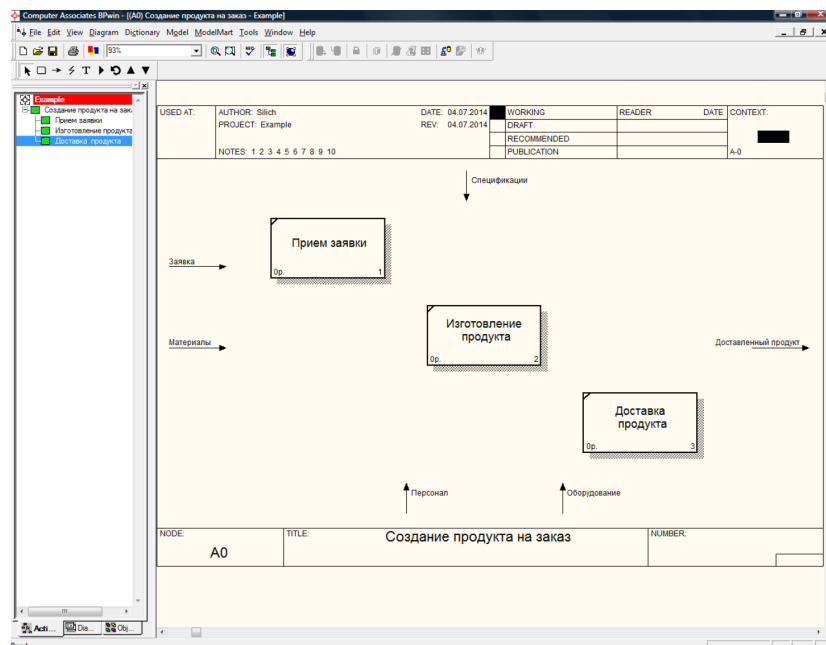 Computer Associates BPwin - [(A0) Создание продукта на заказ - Example]
File Edit View Diagram Dictionary Model ModelMart Tools Window Help
93%
Example
Создание продукта на зак
Прием заявки
Изготовление продукта
Доставка продукта
USED AT:
AUTHOR: Silich
DATE: 04.07.2014
WORKING
READER
DATE
CONTEXT:
PROJECT: Example
REV: 04.07.2014
DRAFT
RECOMMENDED
NOTES: 1 2 3 4 5 6 7 8 9 10
PUBLICATION
A-0
Спецификации
Прием заявки
0р.
1
Заявка
Изготовление
продукта
0р.
2
Материалы
Доставленный продукт
Доставка
продукта
0р.
3
Персонал
Оборудование
NODE:
TITLE:
NUMBER:
A0
Создание продукта на заказ
Acti...
Dia...
Obj...